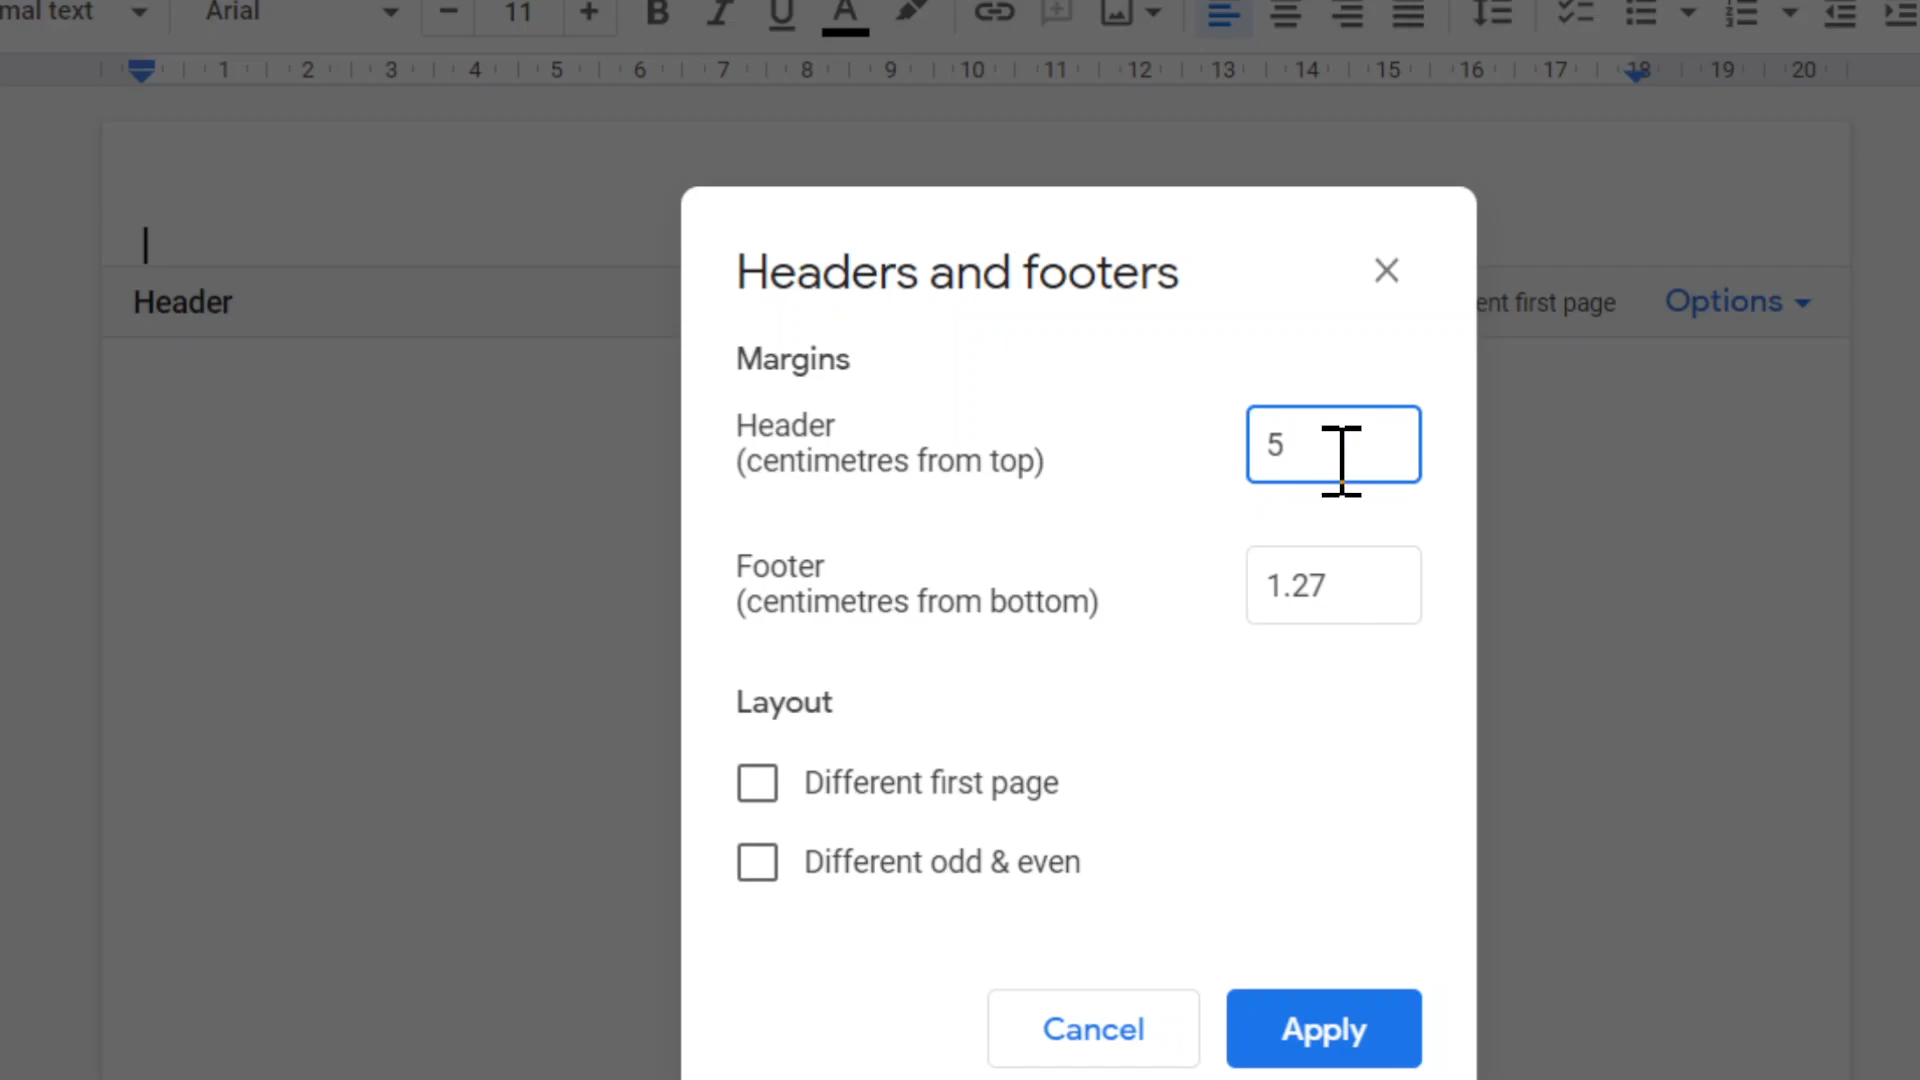 mal text Arial 11 B I U A
1 2 3 4 5 6 7 8 9 10 11 12 13 14 15 16 17 18 19 20
Headers and footers
Header
ent first page
Options
Margins
Header
(centimetres from top)
5
Footer
(centimetres from bottom)
1.27
Layout
Different first page
Different odd & even
Cancel
Apply